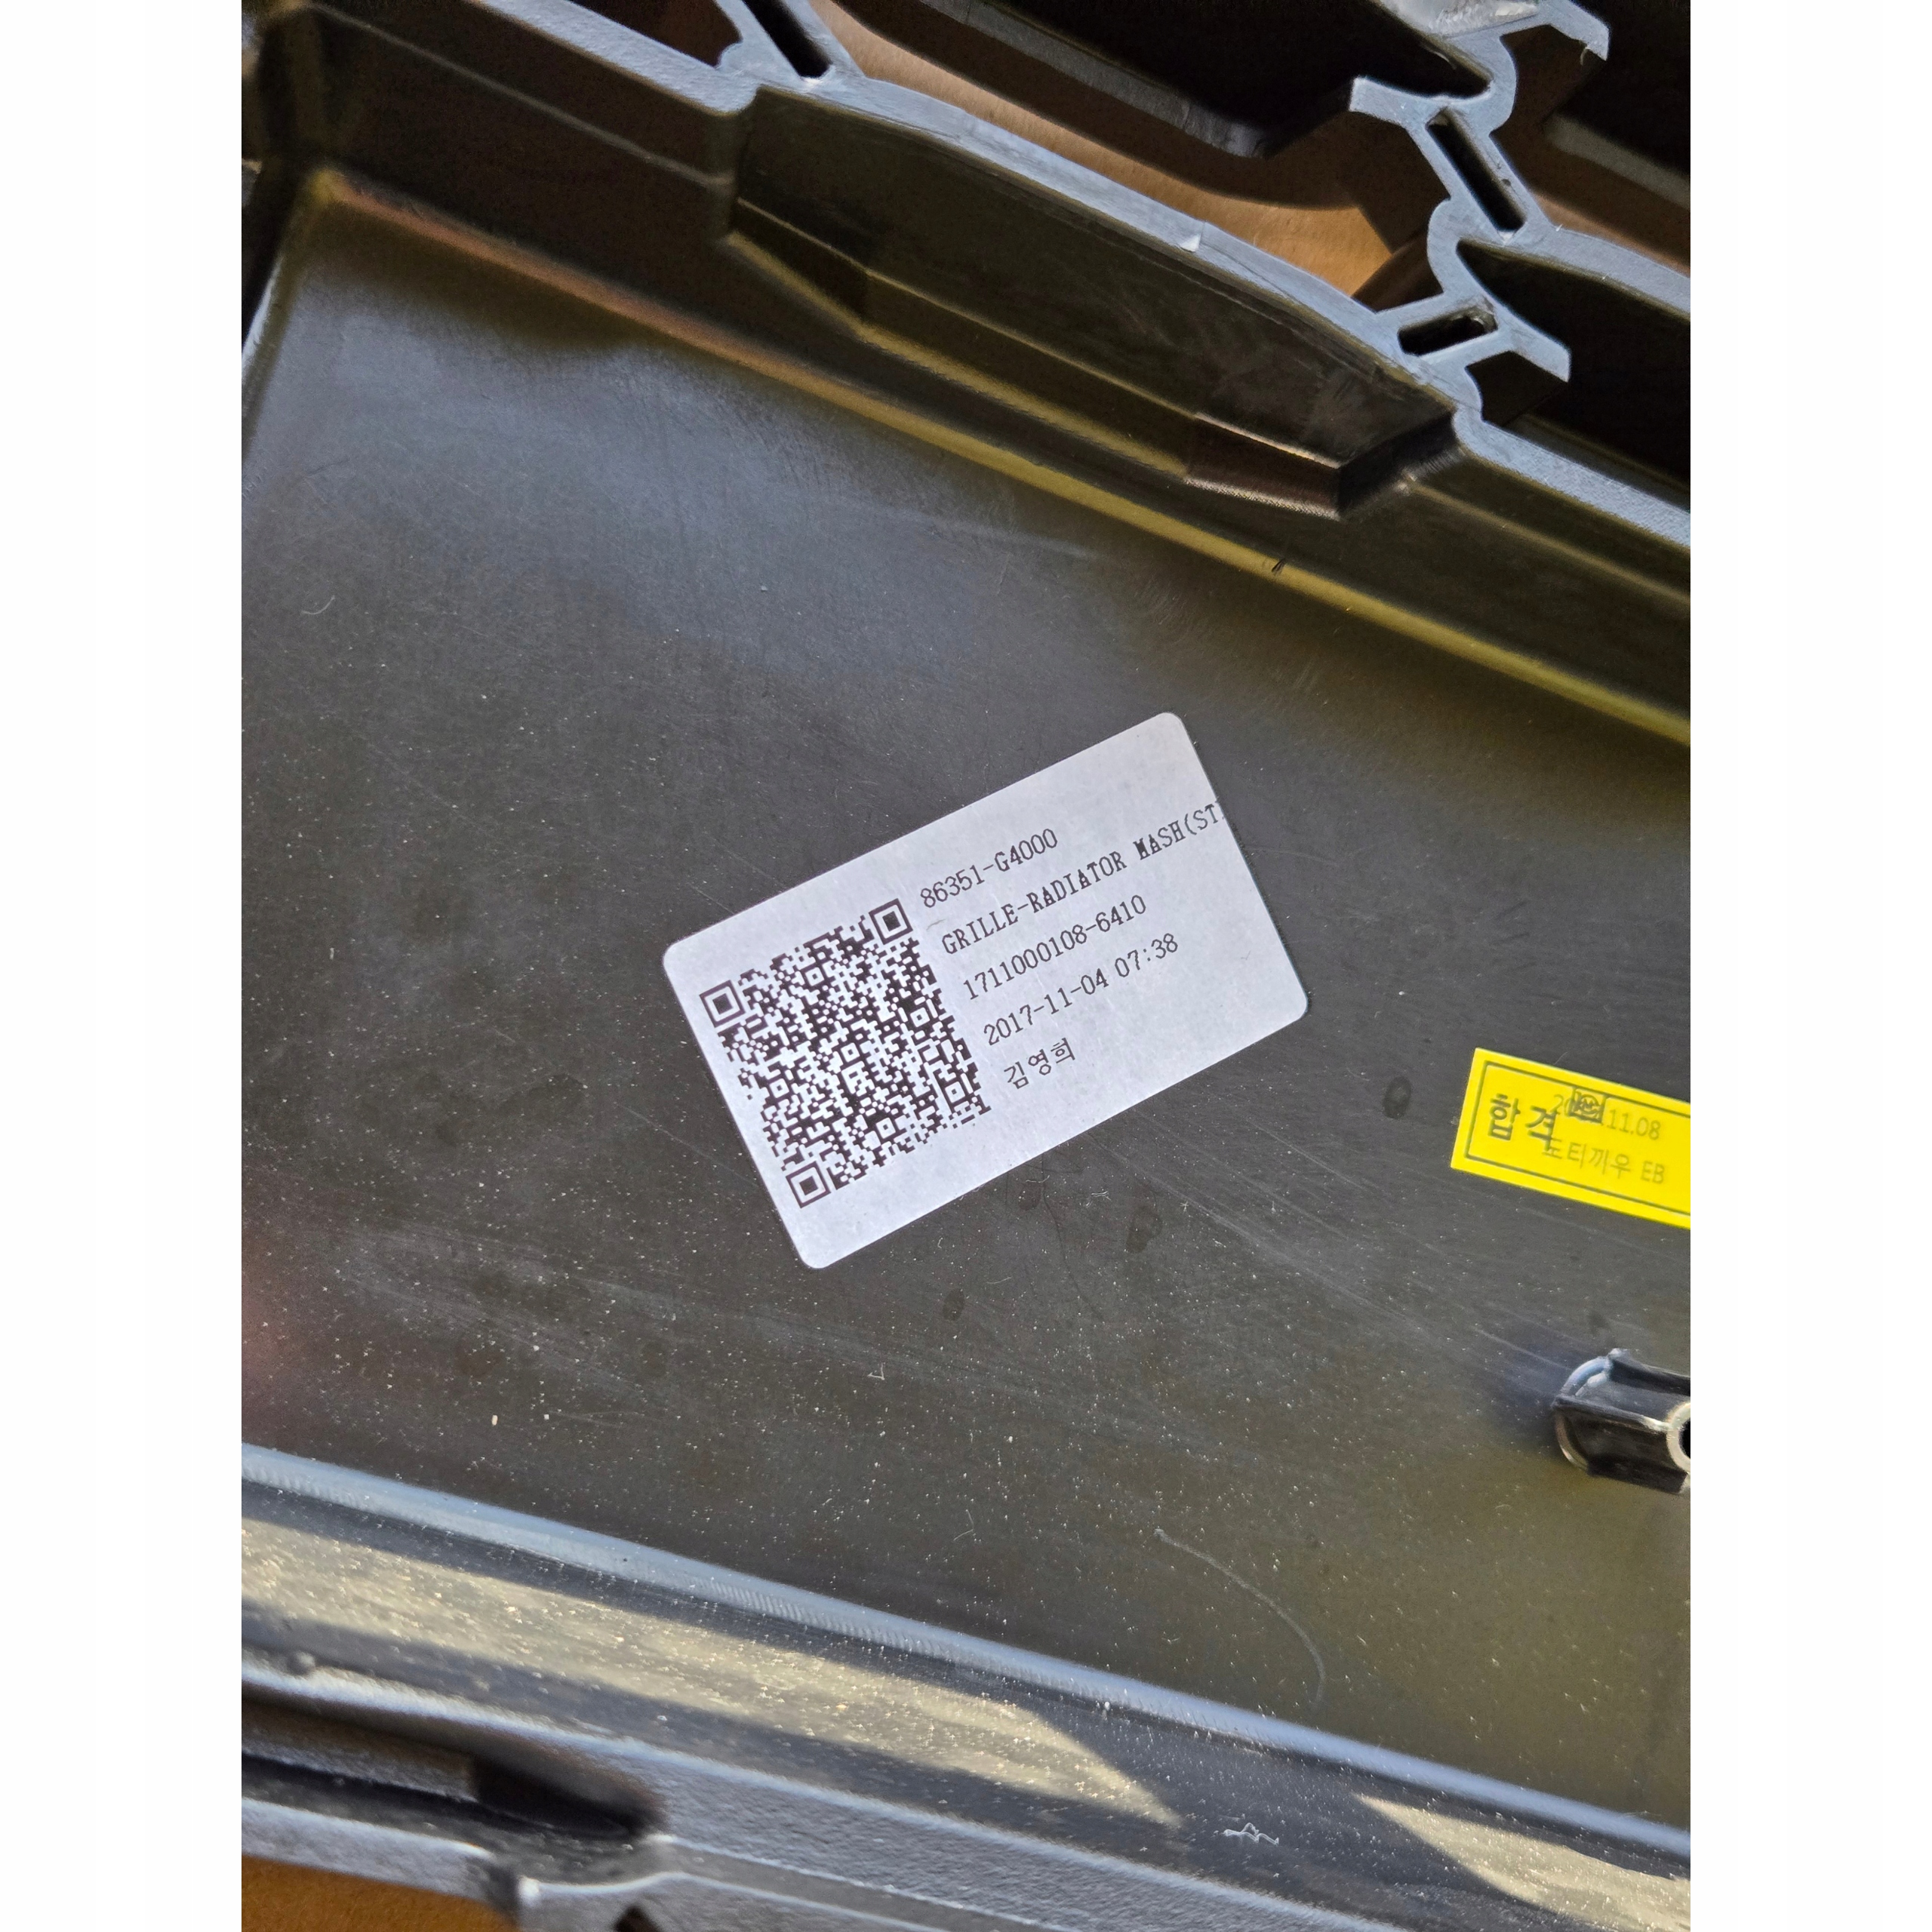 86351-G4000
GRILLE-RADIATOR MASH(ST
1711000108-6410
2017-11-04 07:38
김영희
합격
11.08
EB